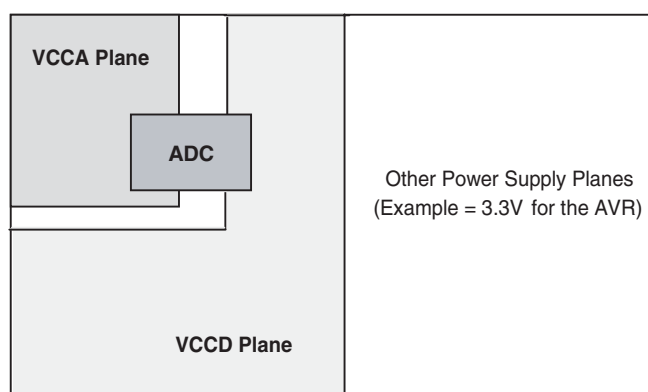 VCCA Plane
ADC
Other Power Supply Planes
(Example = 3.3V for the AVR)
VCCD Plane